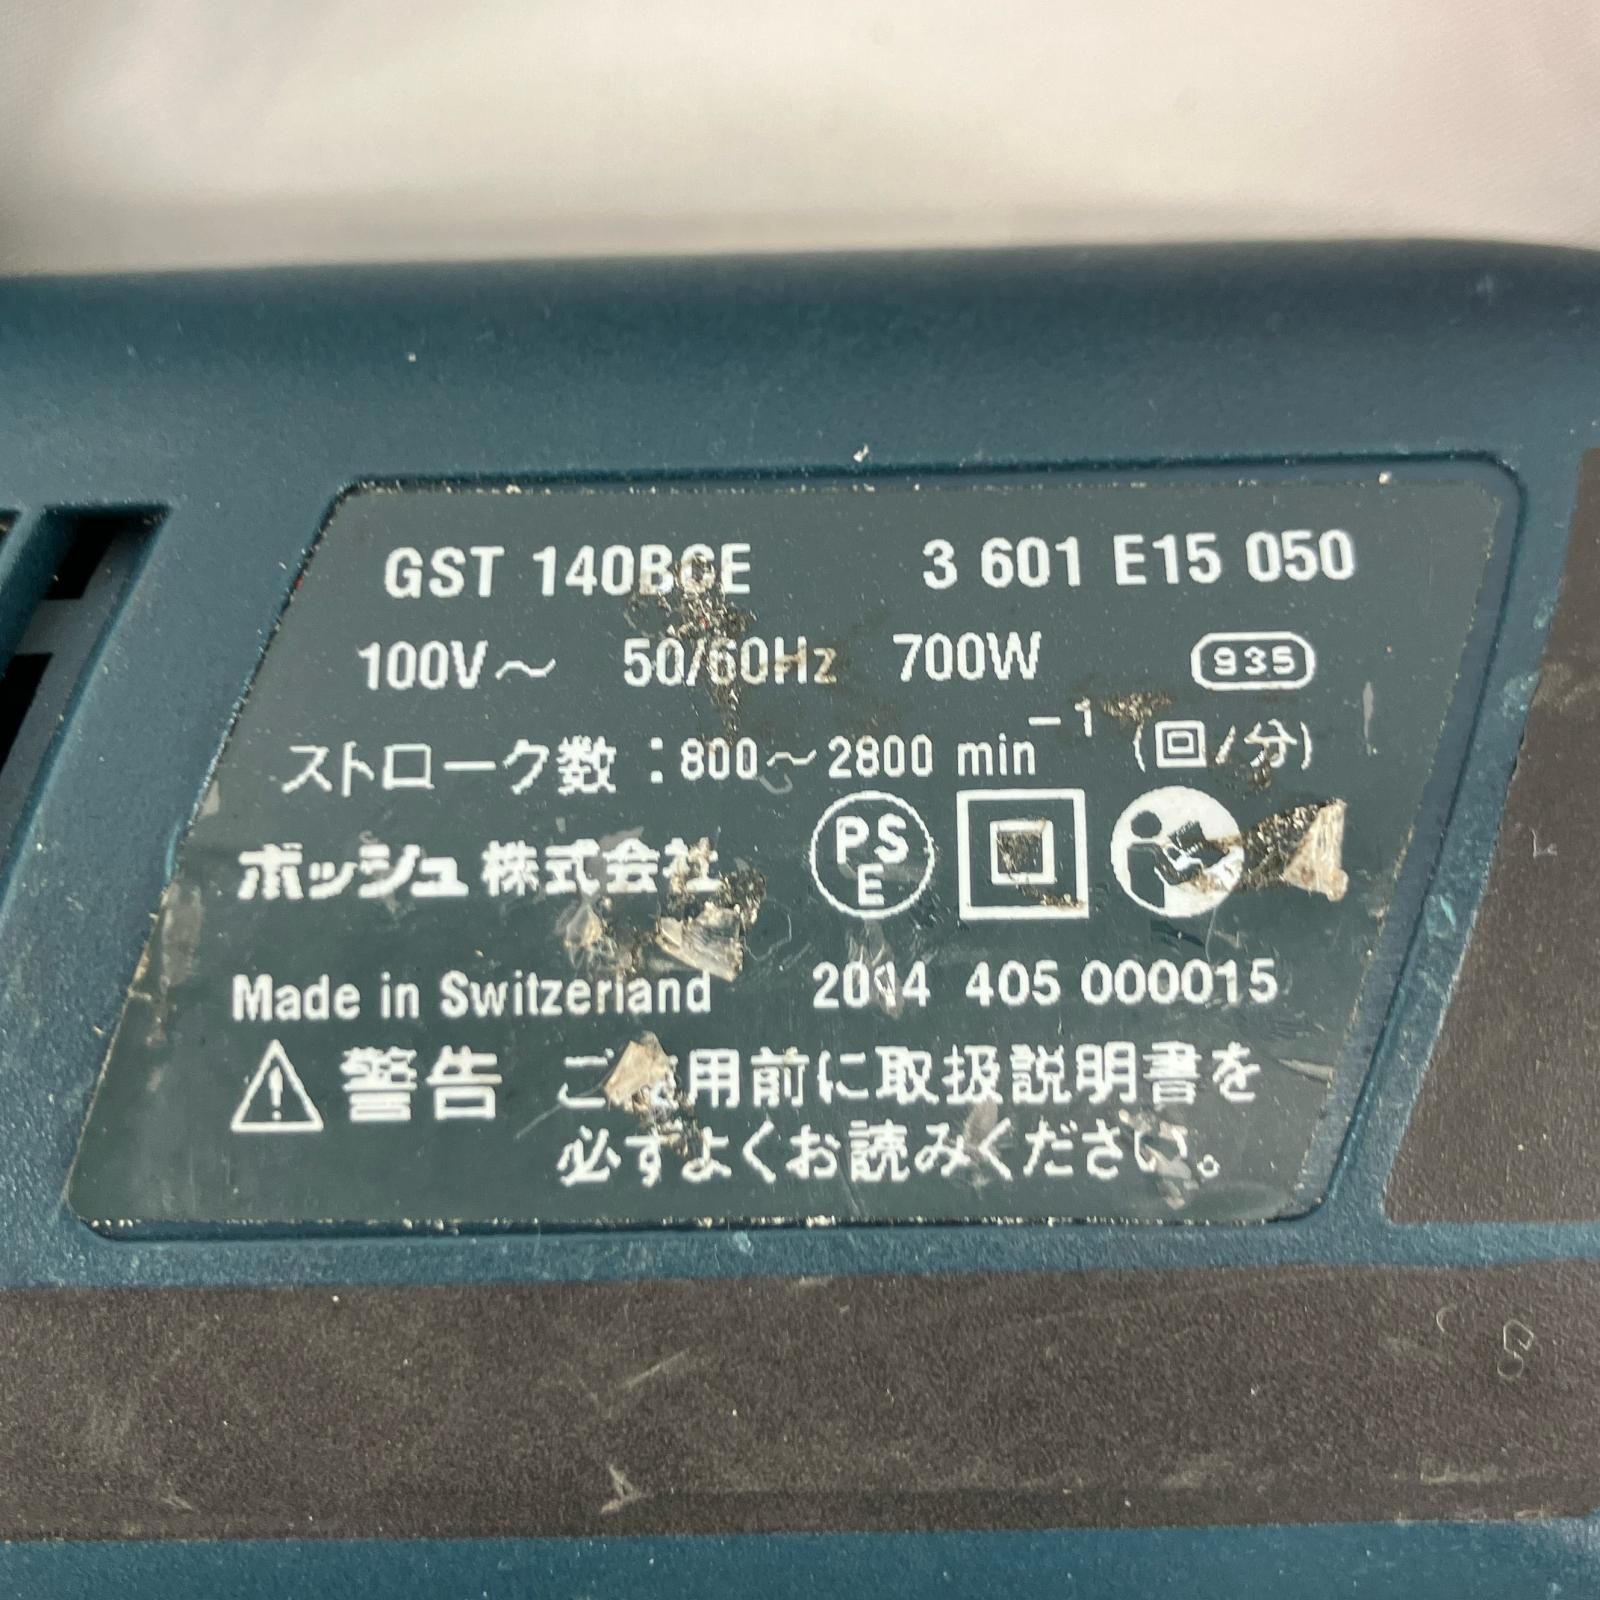 GST 140BCE 3 601 E15 050
100V～ 50/60Hz 700W 935
ストローク数：800～2800 min⁻¹ (回/分)
ボッシュ株式会社 PSE
Made in Switzerland 2014 405 000015
警告 ご使用前に取扱説明書を
必ずよくお読みください。